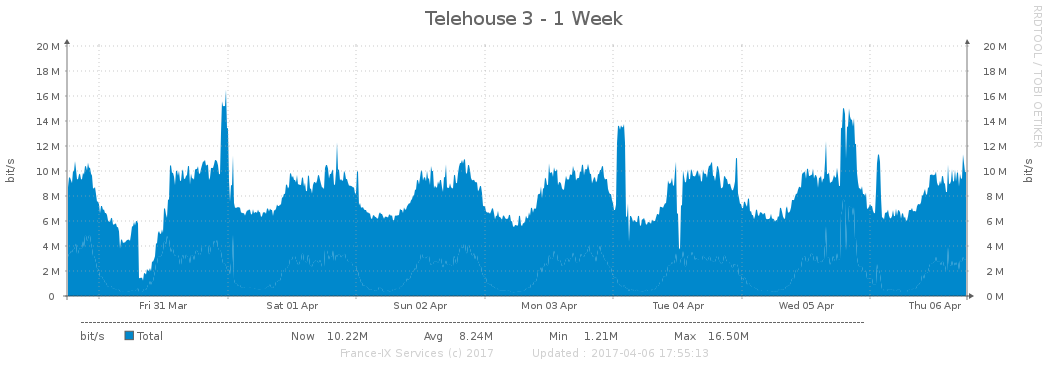 Telehouse 3 - 1 Week
RRDTOOL / TOBI OETIKER
20 M 20 M
18 M 18 M
16 M 16 M
14 M 14 M
12 M 12 M
10 M 10 M
8 M 8 M
6 M 6 M
4 M 4 M
2 M 2 M
0 0 M
bit/s bit/s
Fri 31 Mar Sat 01 Apr Sun 02 Apr Mon 03 Apr Tue 04 Apr Wed 05 Apr Thu 06 Apr
bit/s Total Now 10.22M Avg 8.24M Min 1.21M Max 16.50M
France-IX Services (c) 2017 Updated : 2017-04-06 17:55:13